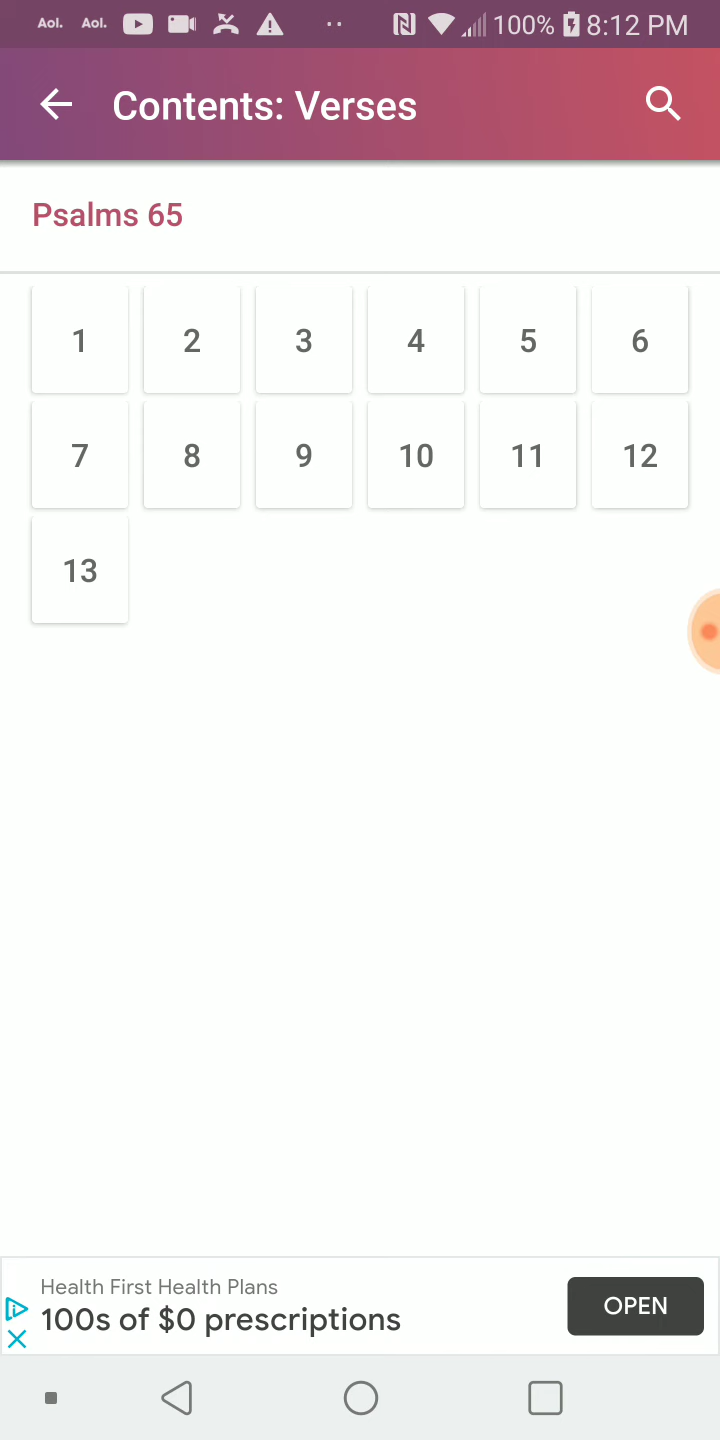 Aol. Aol. 100% 8:12 PM
Contents: Verses
Psalms 65
1 2 3 4 5 6
7 8 9 10 11 12
13
Health First Health Plans
100s of $0 prescriptions
OPEN